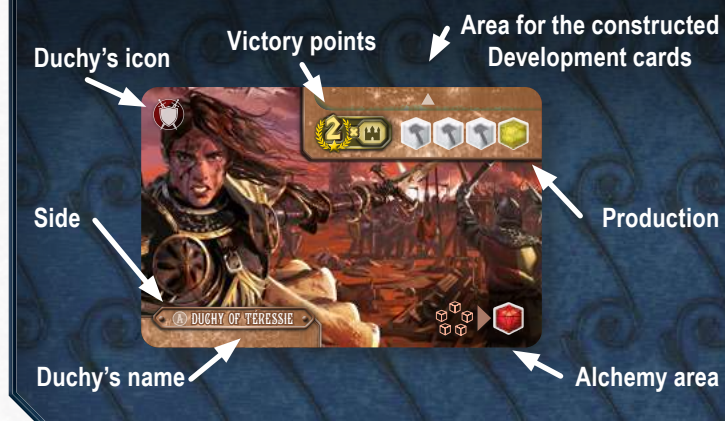 Area for the constructed
Development cards
Victory points
Duchy's icon
2 x
Side
Production
A DUCHY OF TÉRESSIE
Duchy's name
Alchemy area